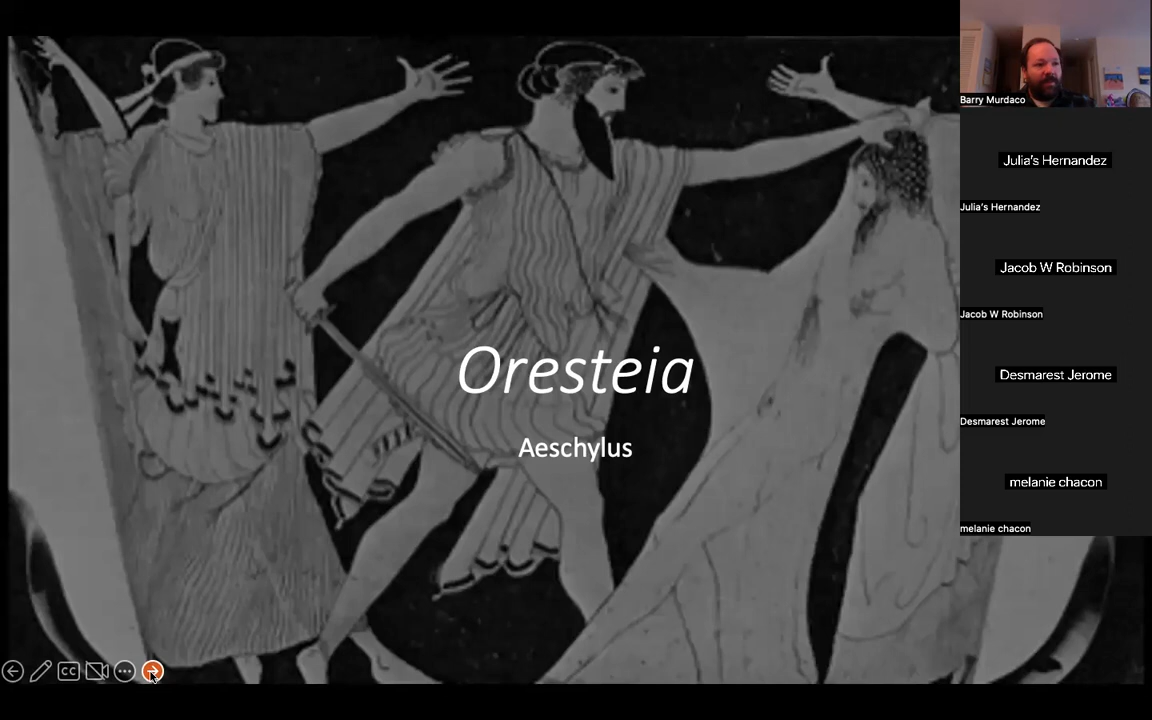 Oresteia
Aeschylus
Barry Murdaco
Julia's Hernandez
Julia's Hernandez
Jacob W Robinson
Jacob W Robinson
Desmarest Jerome
Desmarest Jerome
melanie chacon
melanie chacon
CC